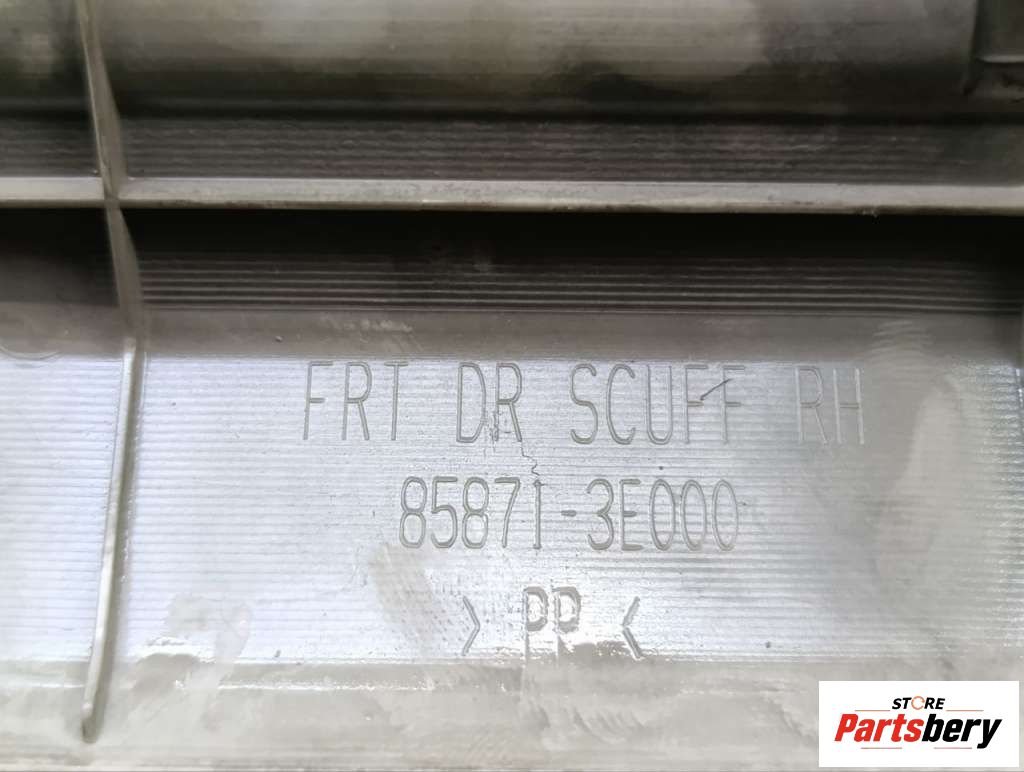 FRT DR SCUFF RH
85871-3E000
> PP <
STORE
Partsbery